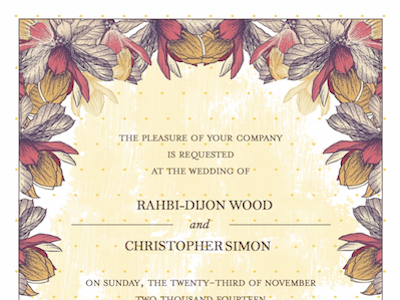 THE PLEASURE OF YOUR COMPANY
IS REQUESTED
AT THE WEDDING OF
RAHBI-DIJON WOOD
and
CHRISTOPHER SIMON
ON SUNDAY, THE TWENTY-THIRD OF NOVEMBER
TWO THOUSAND FOURTEEN